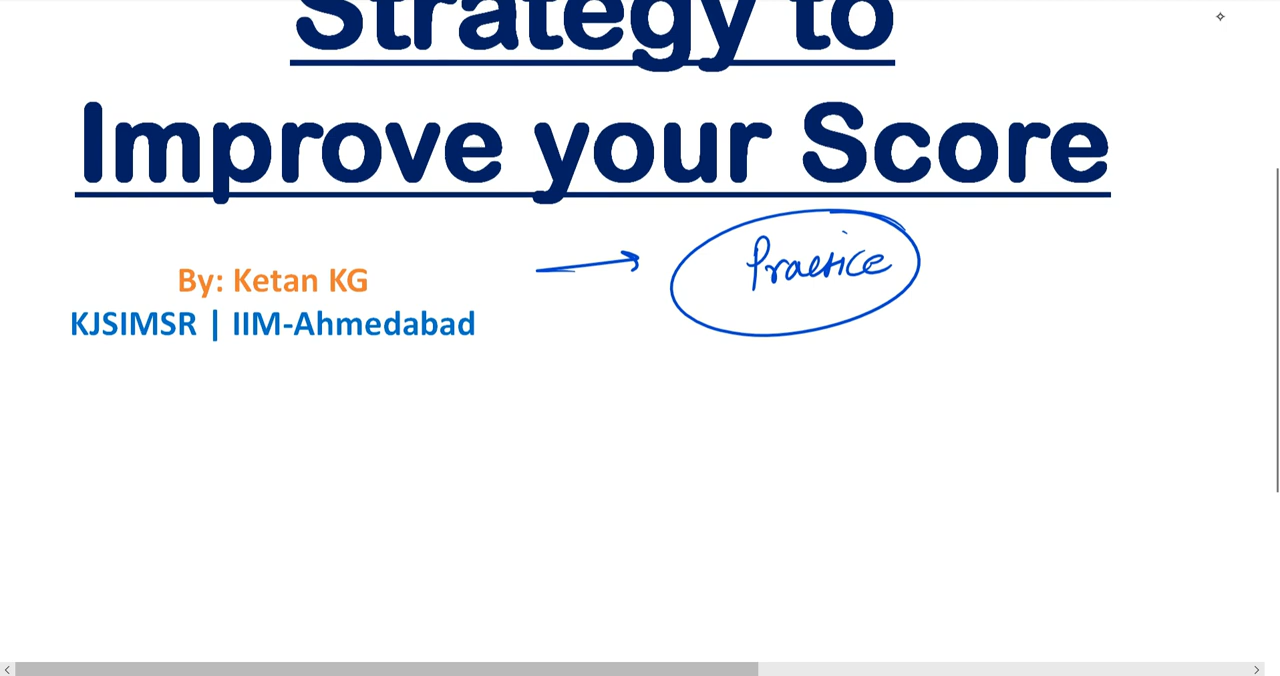 Strategy to
Improve your Score
By: Ketan KG
Practice
KJSIMSR | IIM-Ahmedabad